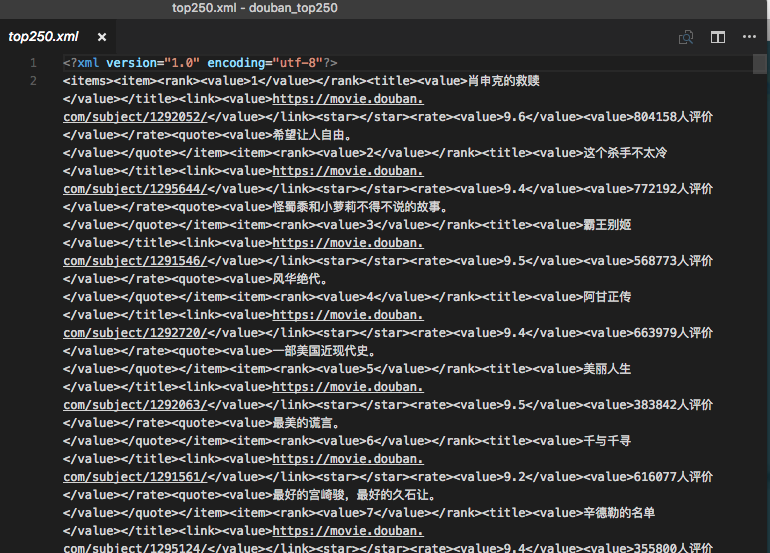 top250.xml - douban_top250
top250.xml
1 <?xml version="1.0" encoding="utf-8"?>
2 <items><item><rank><value>1</value></rank><title><value>肖申克的救赎
</value></title><link><value>https://movie.douban.
com/subject/1292052/</value></link><star></star><rate><value>9.6</value><value>804158人评价
</value></rate><quote><value>希望让人自由。
</value></quote></item><item><rank><value>2</value></rank><title><value>这个杀手不太冷
</value></title><link><value>https://movie.douban.
com/subject/1295644/</value></link><star></star><rate><value>9.4</value><value>772192人评价
</value></rate><quote><value>怪蜀黍和小萝莉不得不说的故事。
</value></quote></item><item><rank><value>3</value></rank><title><value>霸王别姬
</value></title><link><value>https://movie.douban.
com/subject/1291546/</value></link><star></star><rate><value>9.5</value><value>568773人评价
</value></rate><quote><value>风华绝代。
</value></quote></item><item><rank><value>4</value></rank><title><value>阿甘正传
</value></title><link><value>https://movie.douban.
com/subject/1292720/</value></link><star></star><rate><value>9.4</value><value>663979人评价
</value></rate><quote><value>一部美国近现代史。
</value></quote></item><item><rank><value>5</value></rank><title><value>美丽人生
</value></title><link><value>https://movie.douban.
com/subject/1292063/</value></link><star></star><rate><value>9.5</value><value>383842人评价
</value></rate><quote><value>最美的谎言。
</value></quote></item><item><rank><value>6</value></rank><title><value>千与千寻
</value></title><link><value>https://movie.douban.
com/subject/1291561/</value></link><star></star><rate><value>9.2</value><value>616077人评价
</value></rate><quote><value>最好的宫崎骏，最好的久石让。
</value></quote></item><item><rank><value>7</value></rank><title><value>辛德勒的名单
</value></title><link><value>https://movie.douban.
com/subject/1295124/</value></link><star></star><rate><value>9.4</value><value>355800人评价